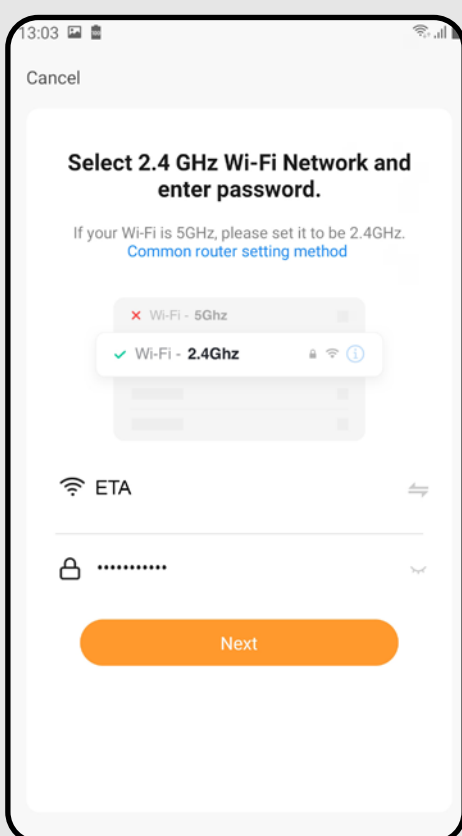 13:03
Cancel
Select 2.4 GHz Wi-Fi Network and
enter password.
If your Wi-Fi is 5GHz, please set it to be 2.4GHz.
Common router setting method
Wi-Fi - 5Ghz
Wi-Fi - 2.4Ghz
ETA
•••••••••••
Next